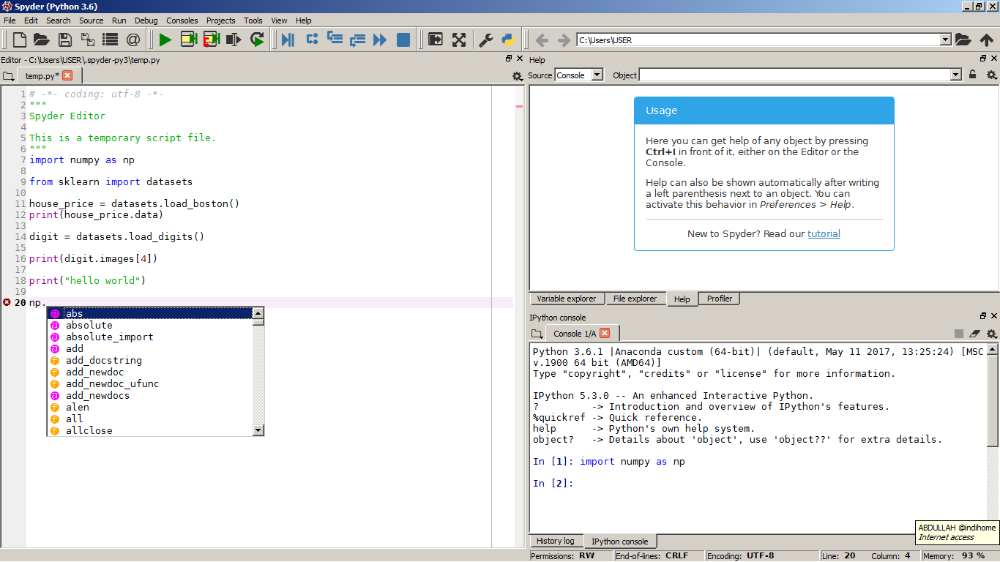 Spyder (Python 3.6)
File Edit Search Source Run Debug Consoles Projects Tools View Help
C:\Users\USER
Editor - C:\Users\USER\.spyder-py3\temp.py
temp.py*
1 # -*- coding: utf-8 -*-
2 """
3 Spyder Editor
4
5 This is a temporary script file.
6 """
7 import numpy as np
8
9 from sklearn import datasets
10
11 house_price = datasets.load_boston()
12 print(house_price.data)
13
14 digit = datasets.load_digits()
15
16 print(digit.images[4])
17
18 print("hello world")
19
20 np.
abs
absolute
absolute_import
add
add_docstring
add_newdoc
add_newdoc_ufunc
add_newdocs
alen
all
allclose
Help
Source Console Object
Usage
Here you can get help of any object by pressing
Ctrl+I in front of it, either on the Editor or the
Console.
Help can also be shown automatically after writing
a left parenthesis next to an object. You can
activate this behavior in Preferences > Help.
New to Spyder? Read our tutorial
Variable explorer File explorer Help Profiler
IPython console
Console 1/A
Python 3.6.1 |Anaconda custom (64-bit)| (default, May 11 2017, 13:25:24) [MSC
v.1900 64 bit (AMD64)]
Type "copyright", "credits" or "license" for more information.
IPython 5.3.0 -- An enhanced Interactive Python.
? -> Introduction and overview of IPython's features.
%quickref -> Quick reference.
help -> Python's own help system.
object? -> Details about 'object', use 'object??' for extra details.
In [1]: import numpy as np
In [2]:
ABDULLAH @indihome
Internet access
History log IPython console
Permissions: RW End-of-lines: CRLF Encoding: UTF-8 Line: 20 Column: 4 Memory: 93 %